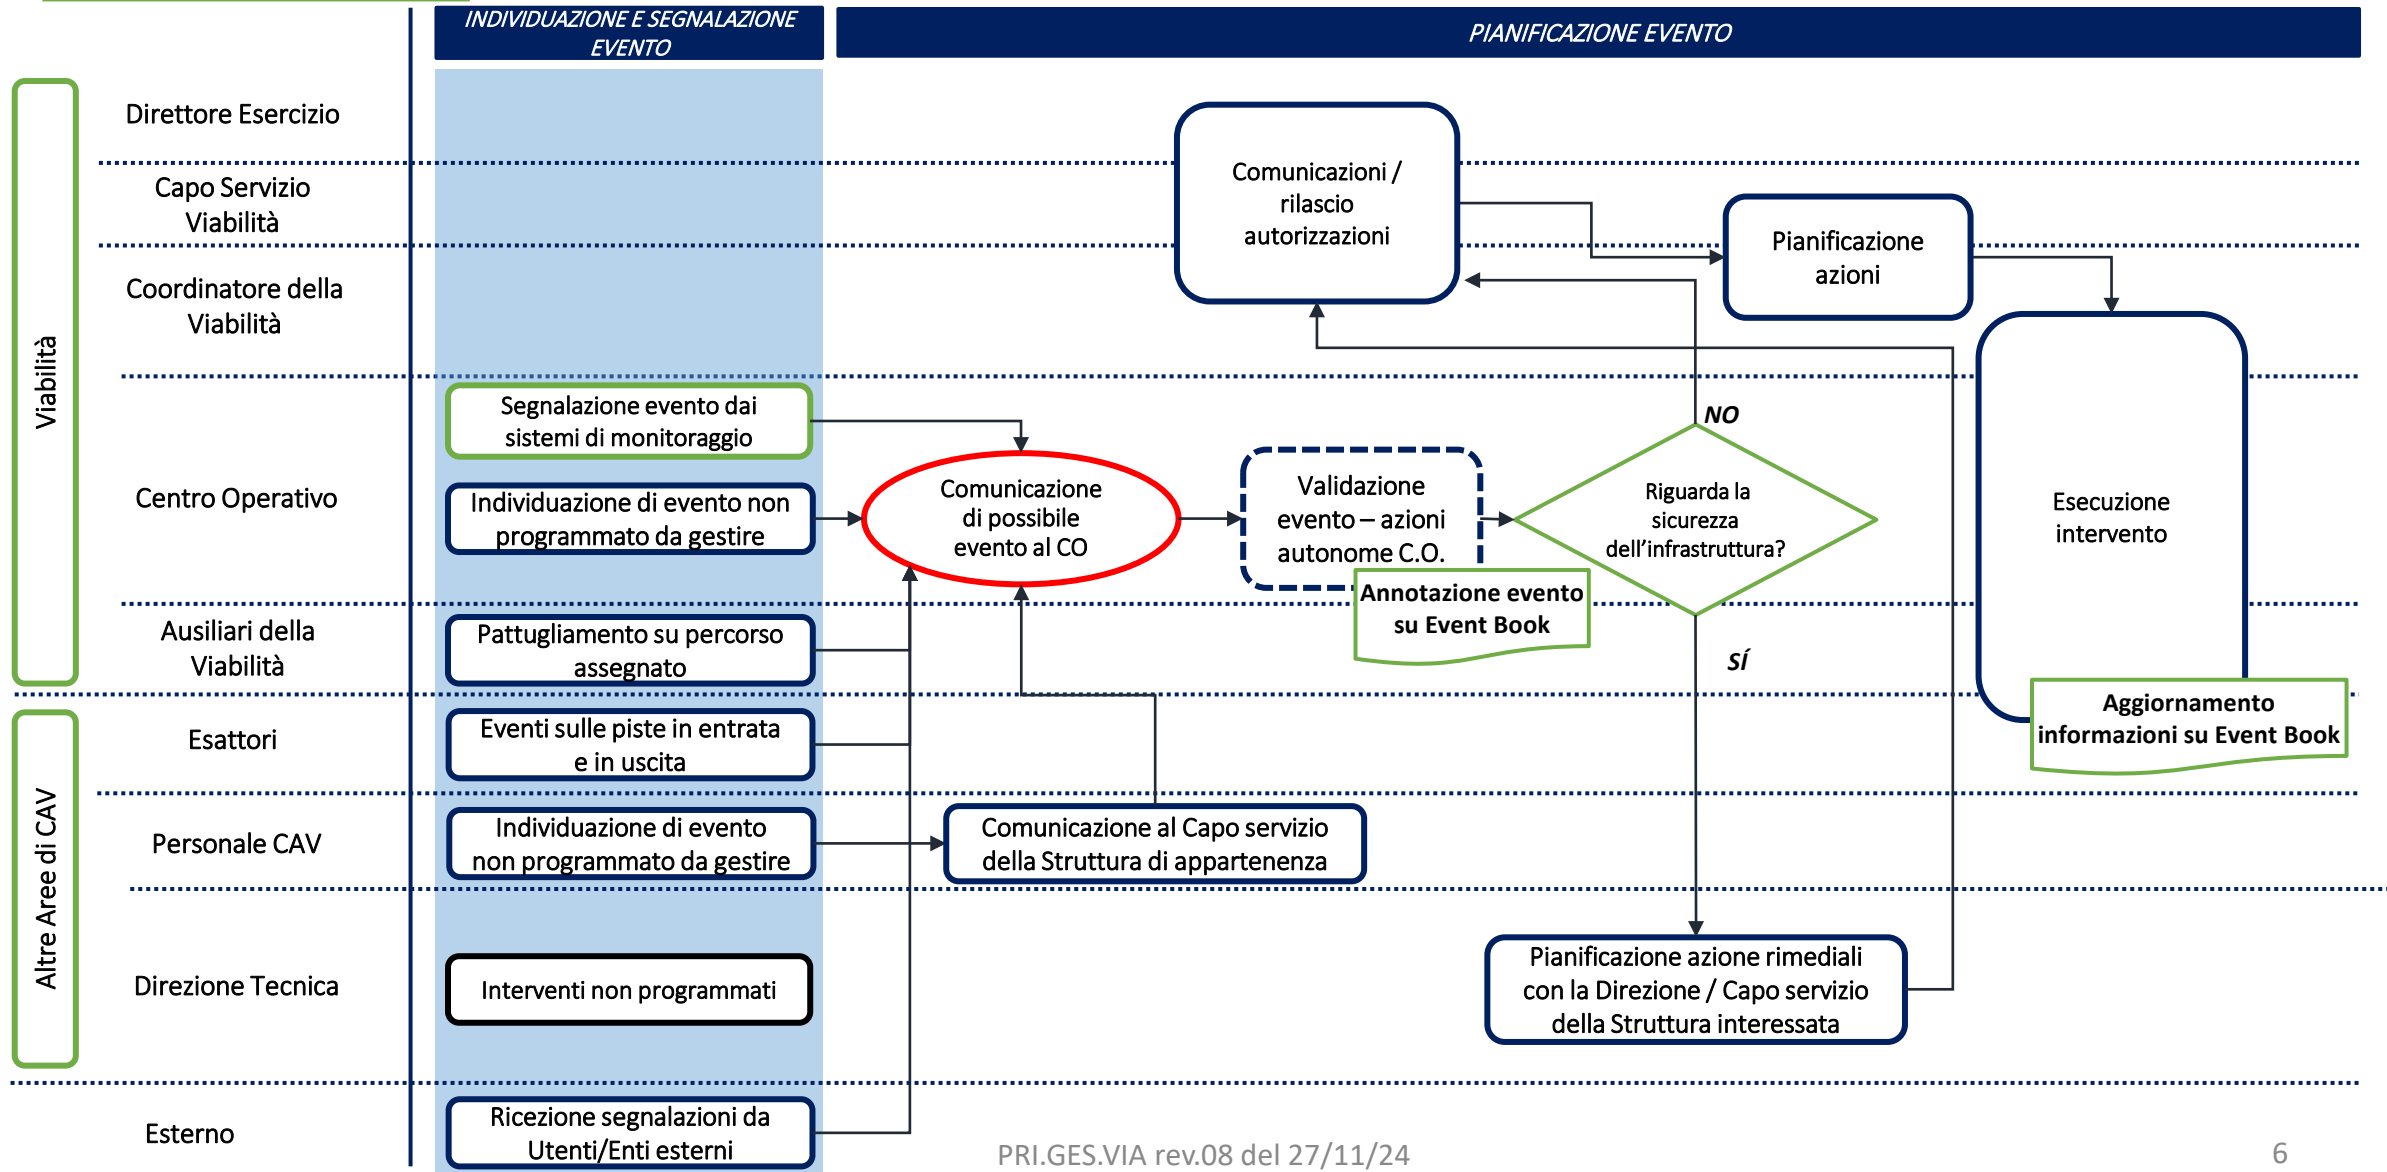 INDIVIDUAZIONE E SEGNALAZIONE
EVENTO
PIANIFICAZIONE EVENTO
Viabilità
Direttore Esercizio
Comunicazioni /
rilascio
autorizzazioni
Capo Servizio
Viabilità
Pianificazione
azioni
Coordinatore della
Viabilità
Centro Operativo
Segnalazione evento dai
sistemi di monitoraggio
Individuazione di evento non
programmato da gestire
Comunicazione
di possibile
evento al CO
Validazione
evento – azioni
autonome C.O.
Annotazione evento
su Event Book
NO
Riguarda la
sicurezza
dell’infrastruttura?
SÍ
Esecuzione
intervento
Aggiornamento
informazioni su Event Book
Ausiliari della
Viabilità
Pattugliamento su percorso
assegnato
Altre Aree di CAV
Esattori
Eventi sulle piste in entrata
e in uscita
Personale CAV
Individuazione di evento
non programmato da gestire
Comunicazione al Capo servizio
della Struttura di appartenenza
Direzione Tecnica
Interventi non programmati
Pianificazione azione rimediali
con la Direzione / Capo servizio
della Struttura interessata
Esterno
Ricezione segnalazioni da
Utenti/Enti esterni
PRI.GES.VIA rev.08 del 27/11/24
6